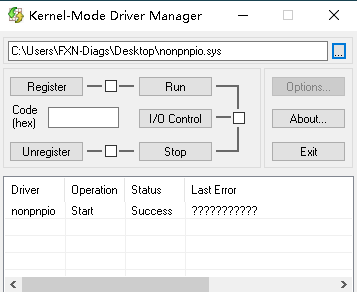 Kernel-Mode Driver Manager
C:\Users\FXN-Diags\Desktop\nonpnpio.sys ...
Register Run Options...
Code (hex) I/O Control About...
Unregister Stop Exit
Driver Operation Status Last Error
nonpnpio Start Success ???????????